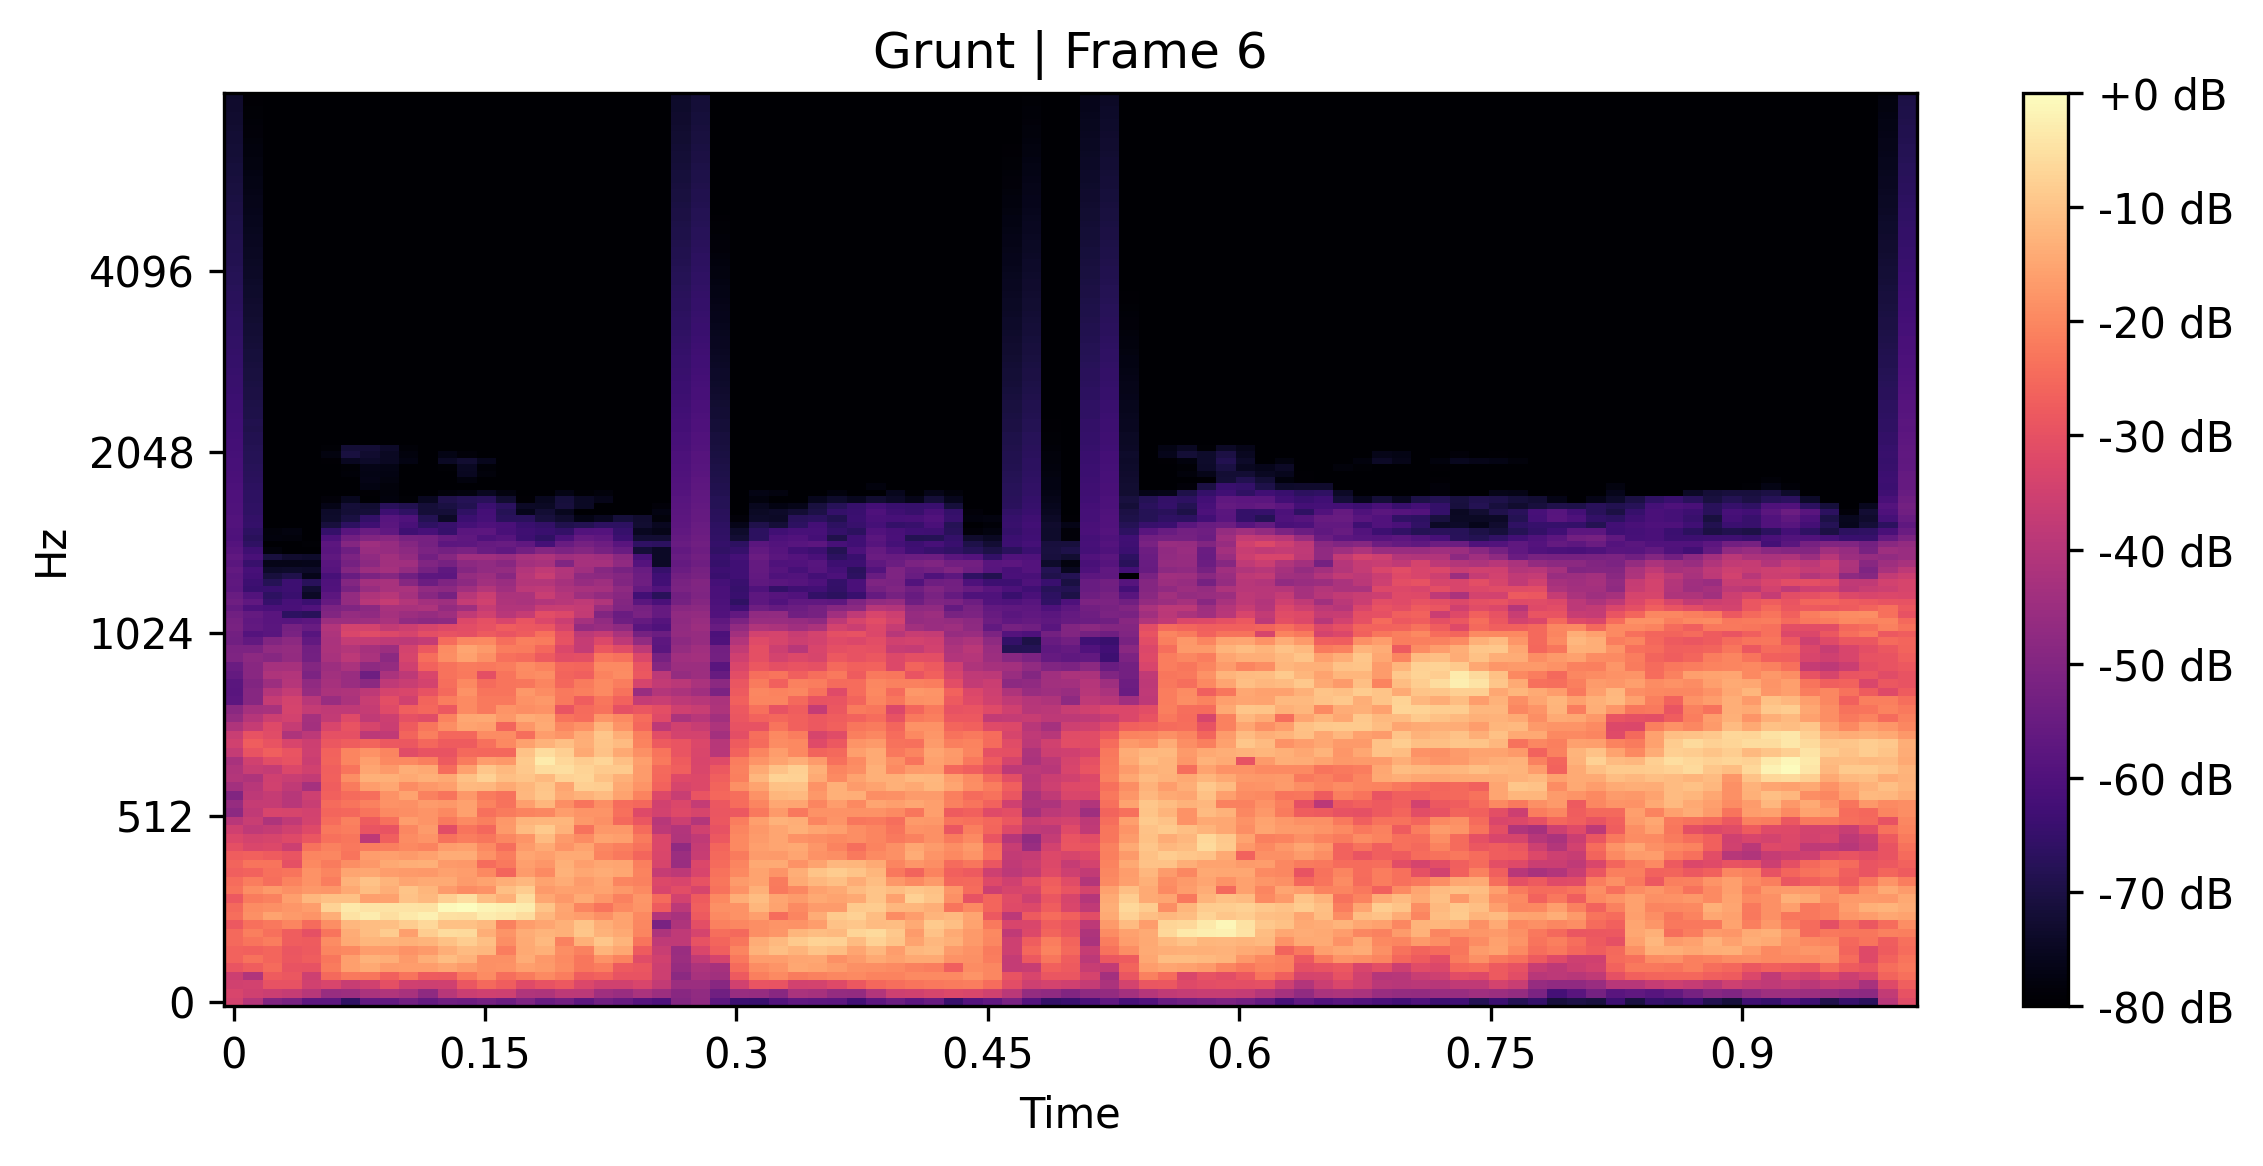 Grunt | Frame 6
+0 dB
-10 dB
-20 dB
-30 dB
-40 dB
-50 dB
-60 dB
-70 dB
-80 dB
4096
2048
1024
512
0
Hz
0 0.15 0.3 0.45 0.6 0.75 0.9
Time